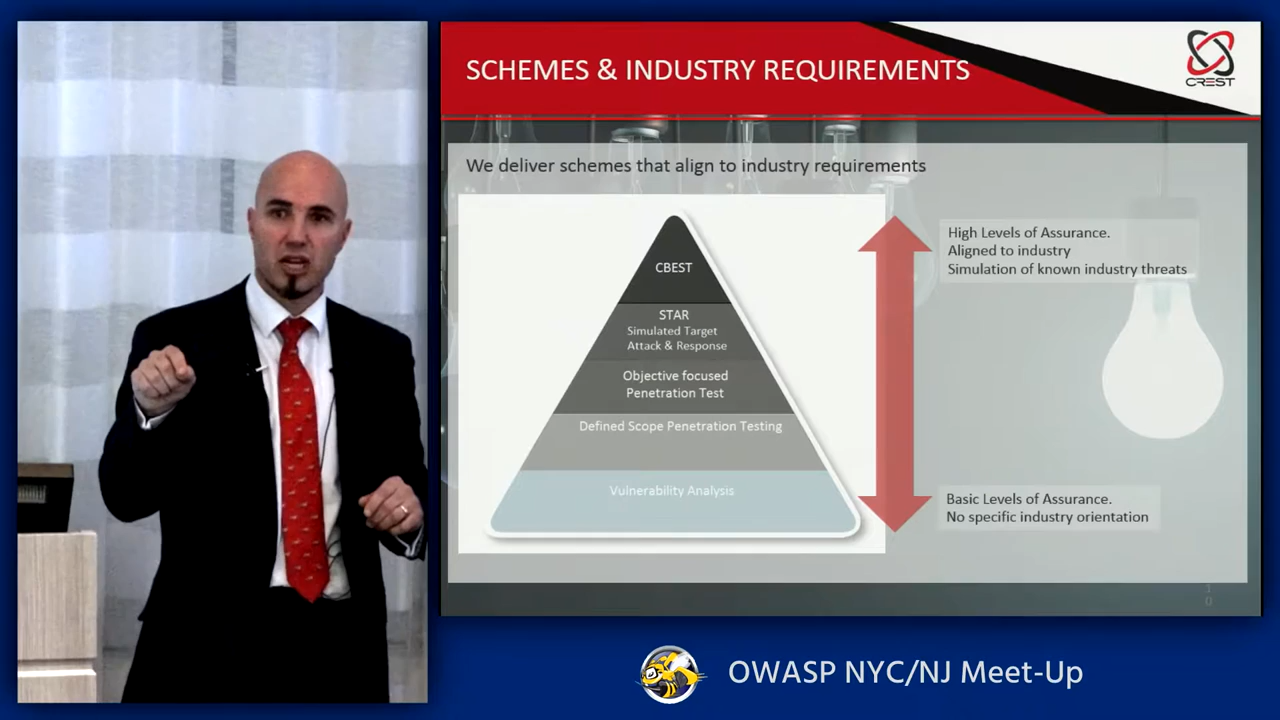 SCHEMES & INDUSTRY REQUIREMENTS
CREST
We deliver schemes that align to industry requirements
CBEST
STAR
Simulated Target
Attack & Response
Objective focused
Penetration Test
Defined Scope Penetration Testing
Vulnerability Analysis
High Levels of Assurance.
Aligned to industry
Simulation of known industry threats
Basic Levels of Assurance.
No specific industry orientation
1
0
OWASP NYC/NJ Meet-Up